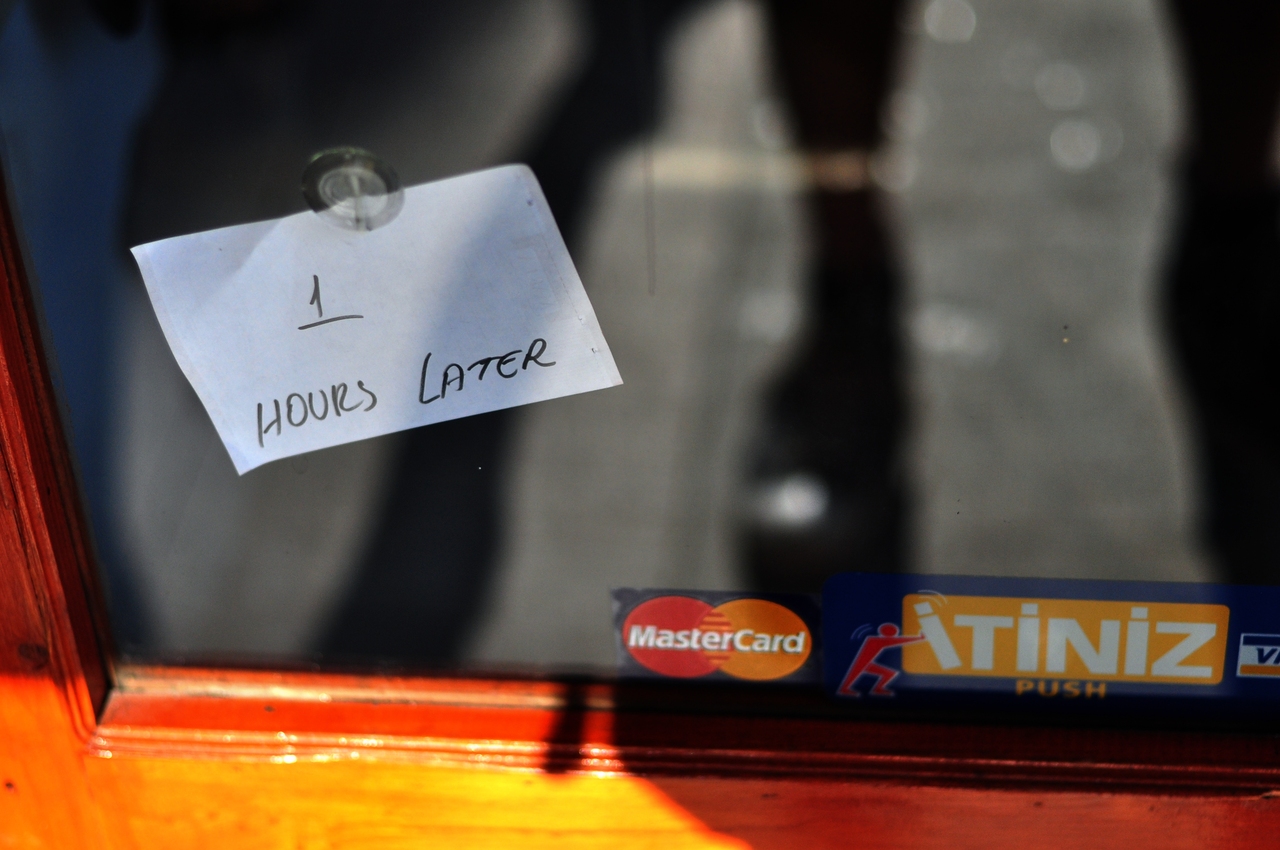 1
HOURS LATER
MasterCard
İTİNİZ
PUSH